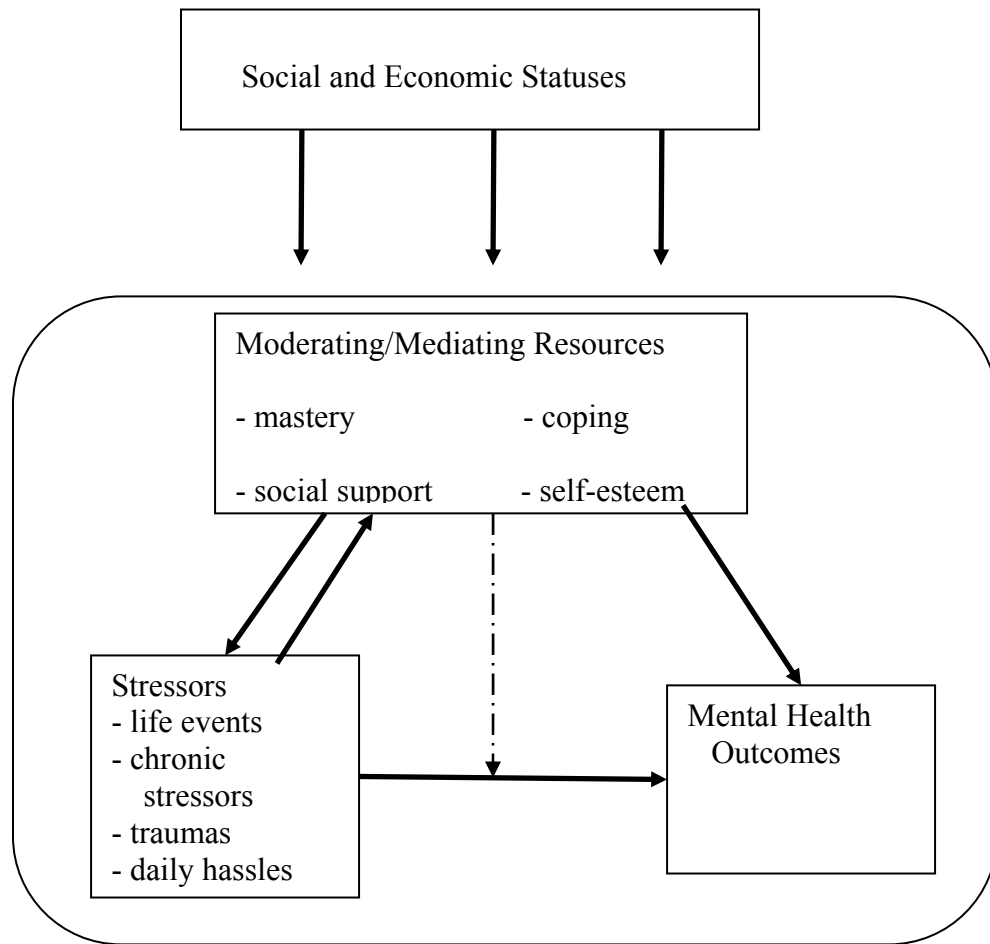 Social and Economic Statuses
Moderating/Mediating Resources
- mastery - coping
- social support - self-esteem
Stressors
- life events
- chronic
stressors
- traumas
- daily hassles
Mental Health
Outcomes